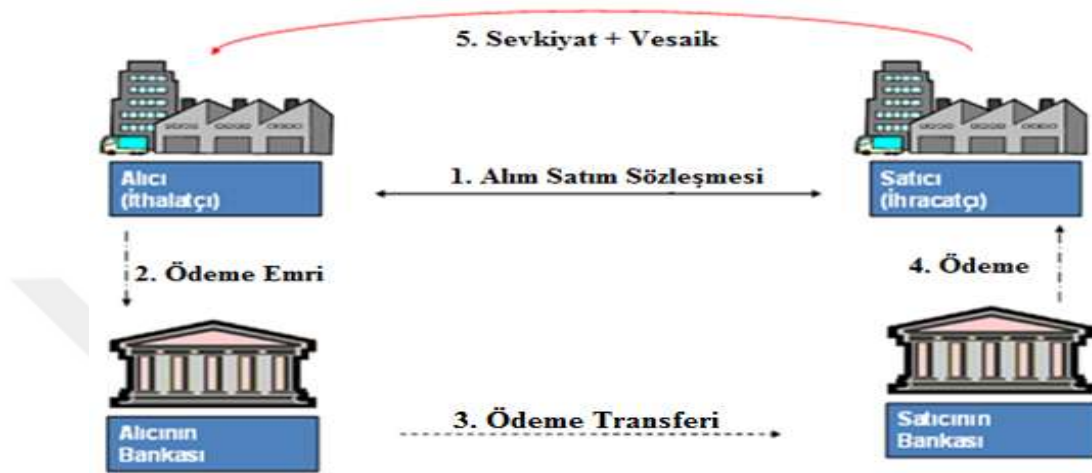 5. Sevkiyat + Vesaik
Alıcı
(İthalatçı)
1. Alım Satım Sözleşmesi
Satıcı
(İhracatçı)
2. Ödeme Emri
4. Ödeme
Alıcının
Bankası
3. Ödeme Transferi
Satıcının
Bankası